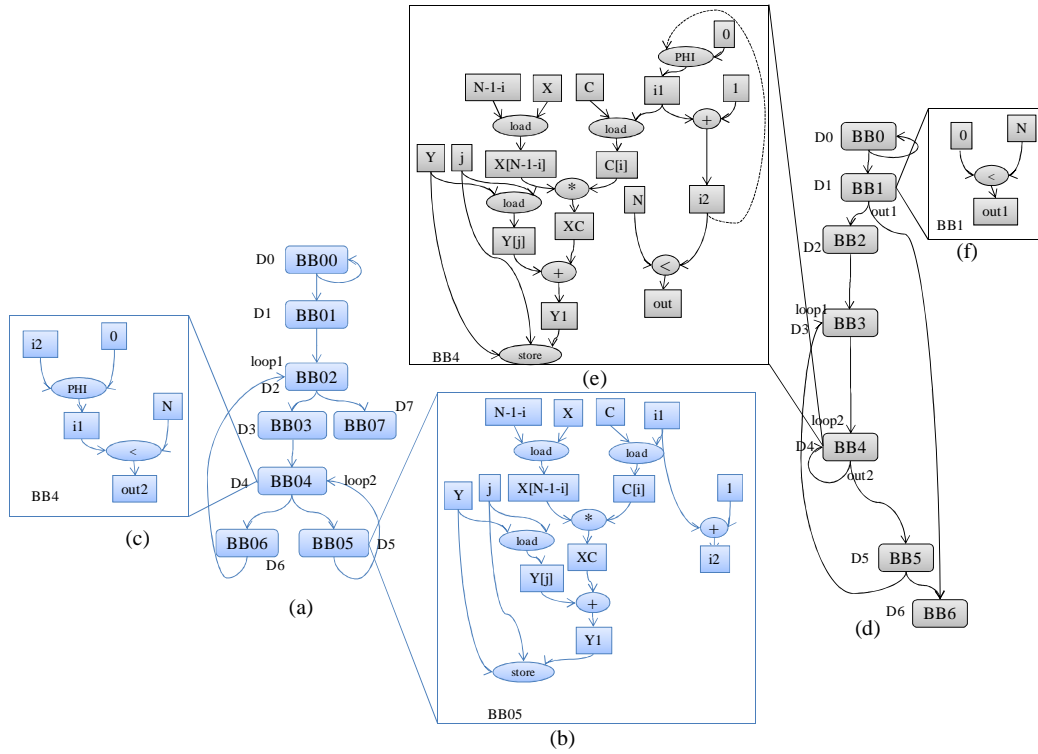 0
PHI
N-1-i
X
C
i1
1
load
load
+
Y
j
X[N-1-i]
C[i]
*
load
N
i2
XC
Y[j]
+
<
out
Y1
store
BB4
(e)
D0
BB0
D1
BB1
out1
D2
BB2
loop1
D3
BB3
loop2
D4
BB4
out2
D5
BB5
D6
BB6
(d)
0
N
<
out1
BB1
(f)
D0
BB00
D1
BB01
loop1
D2
BB02
D7
D3
BB03
BB07
D4
BB04
loop2
BB06
BB05
D5
D6
(a)
i2
0
PHI
i1
N
<
out2
BB4
(c)
N-1-i
X
C
i1
load
load
Y
j
X[N-1-i]
C[i]
1
*
load
+
XC
i2
Y[j]
+
Y1
store
BB05
(b)